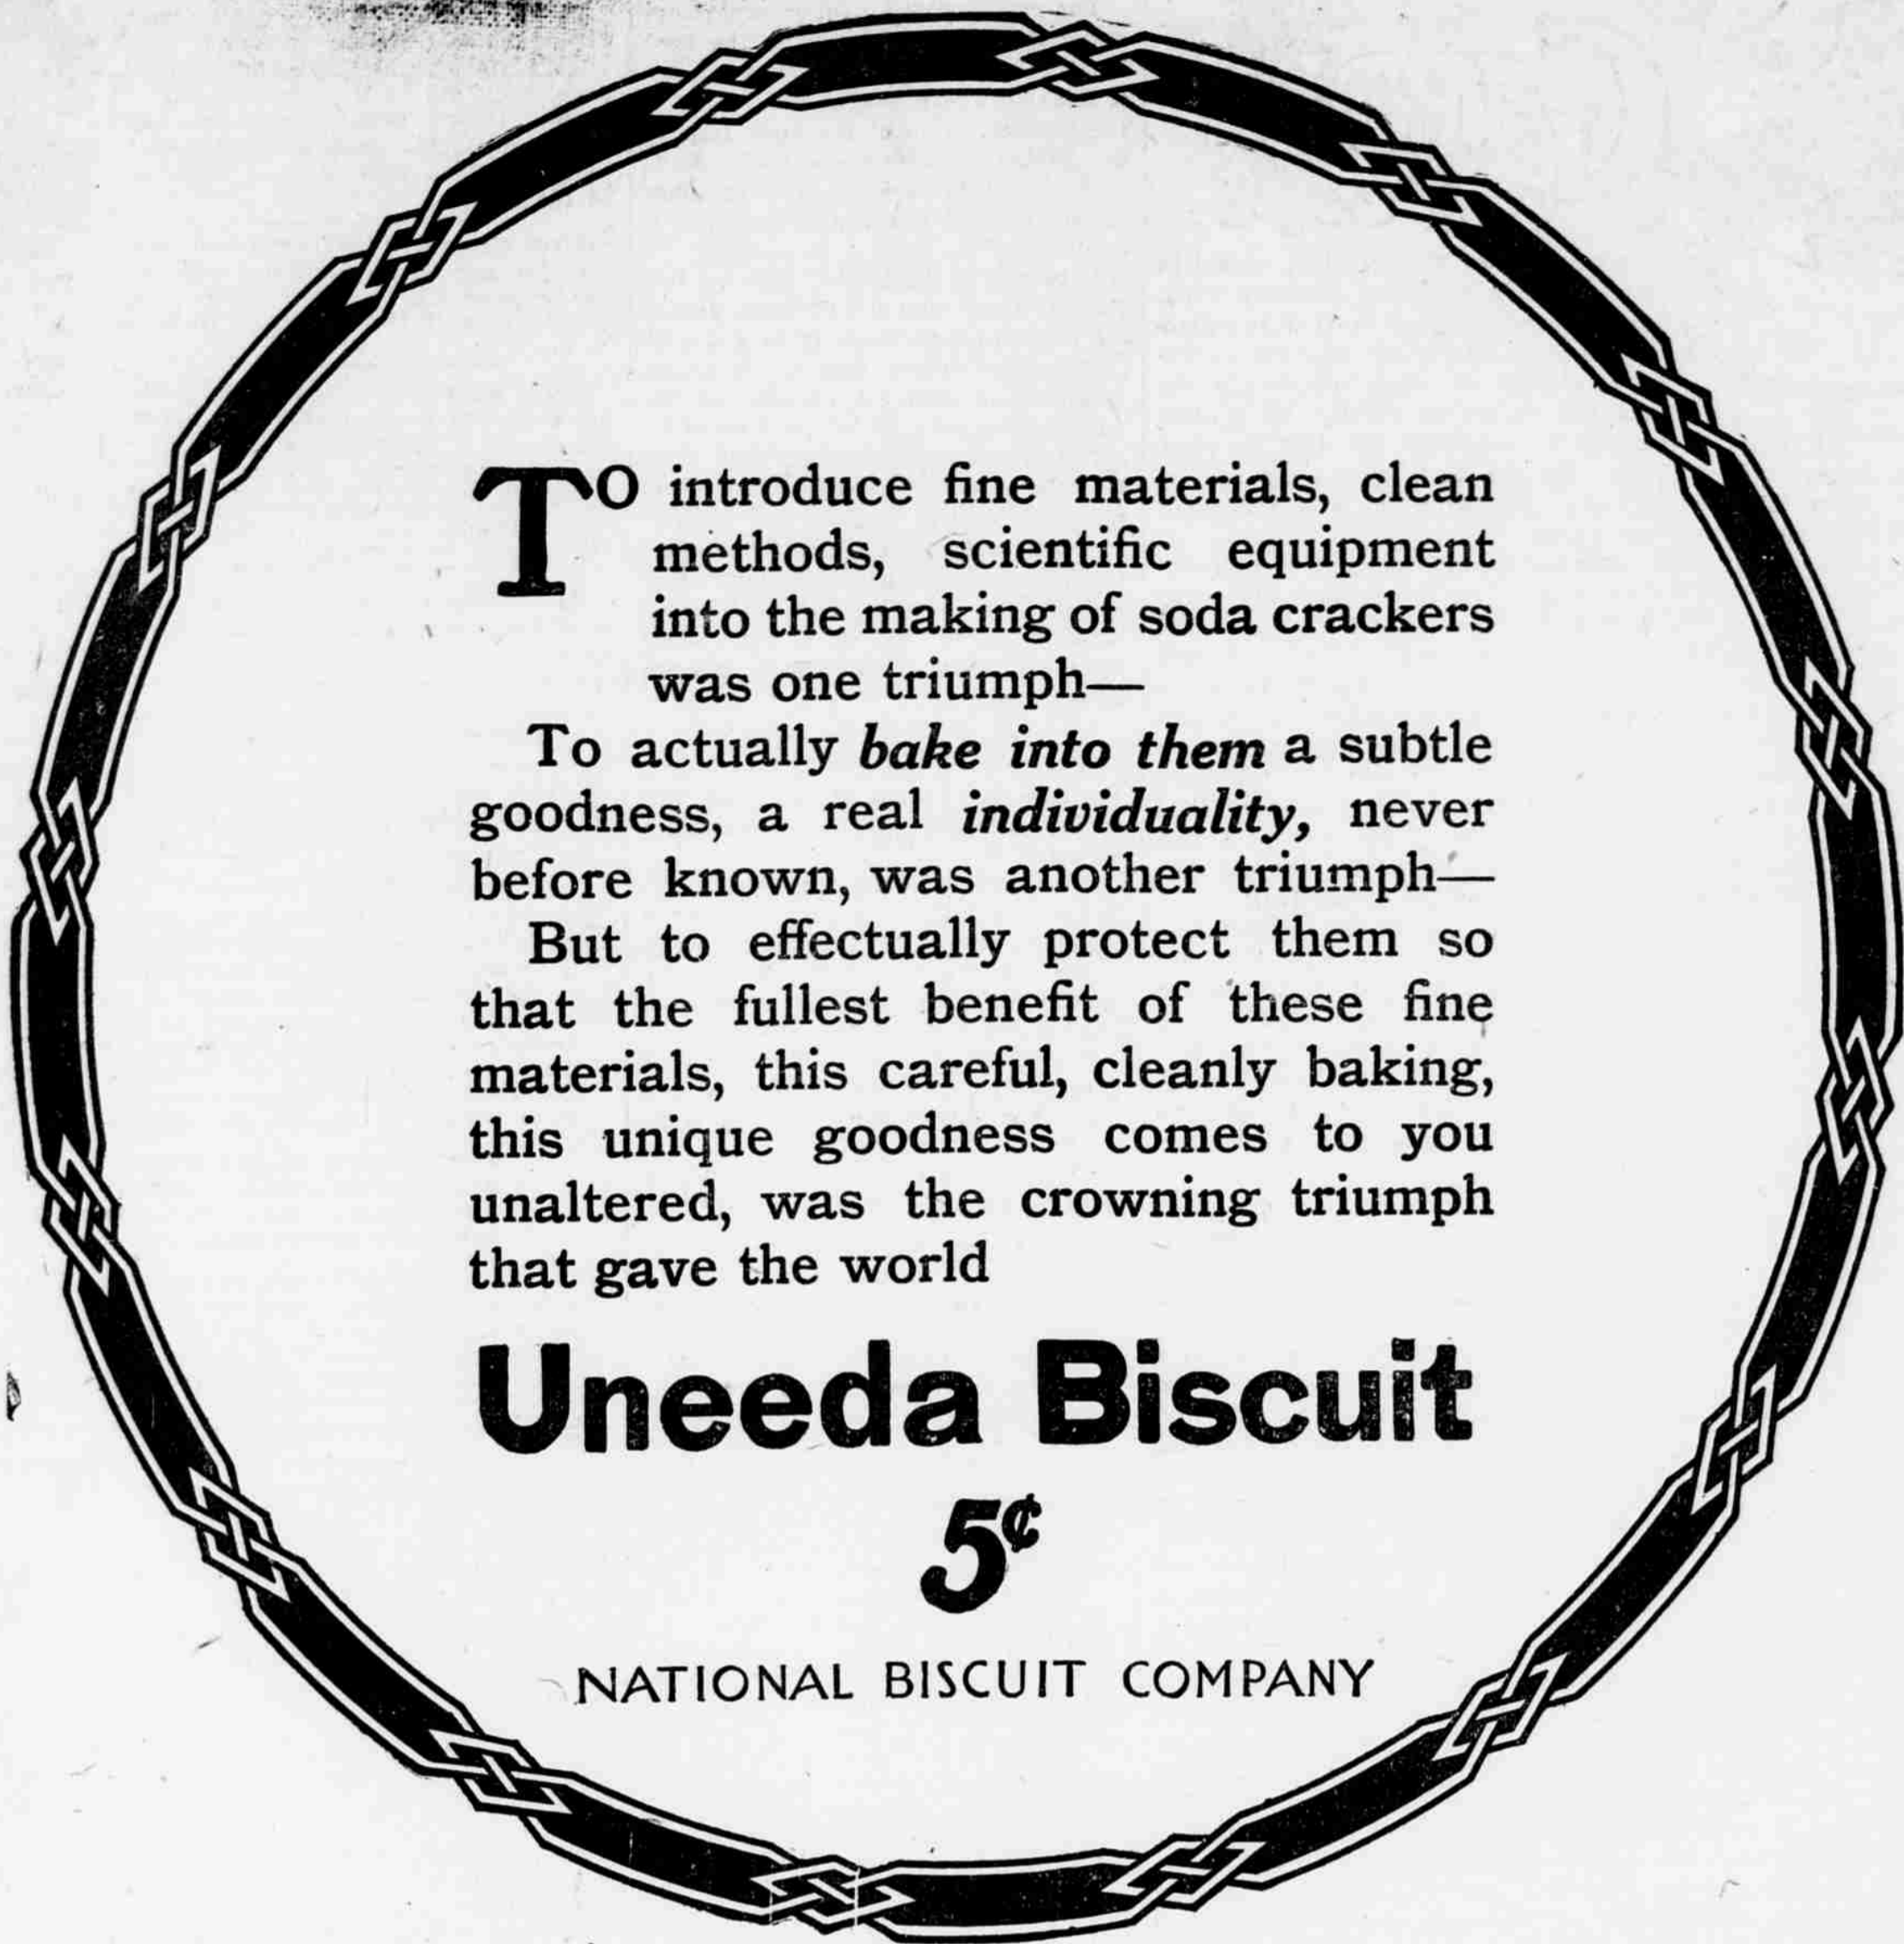 TO introduce fine materials, clean
methods, scientific equipment
into the making of soda crackers
was one triumph—
To actually bake into them a subtle
goodness, a real individuality, never
before known, was another triumph—
But to effectually protect them so
that the fullest benefit of these fine
materials, this careful, cleanly baking,
this unique goodness comes to you
unaltered, was the crowning triumph
that gave the world
Uneeda Biscuit
5¢
NATIONAL BISCUIT COMPANY